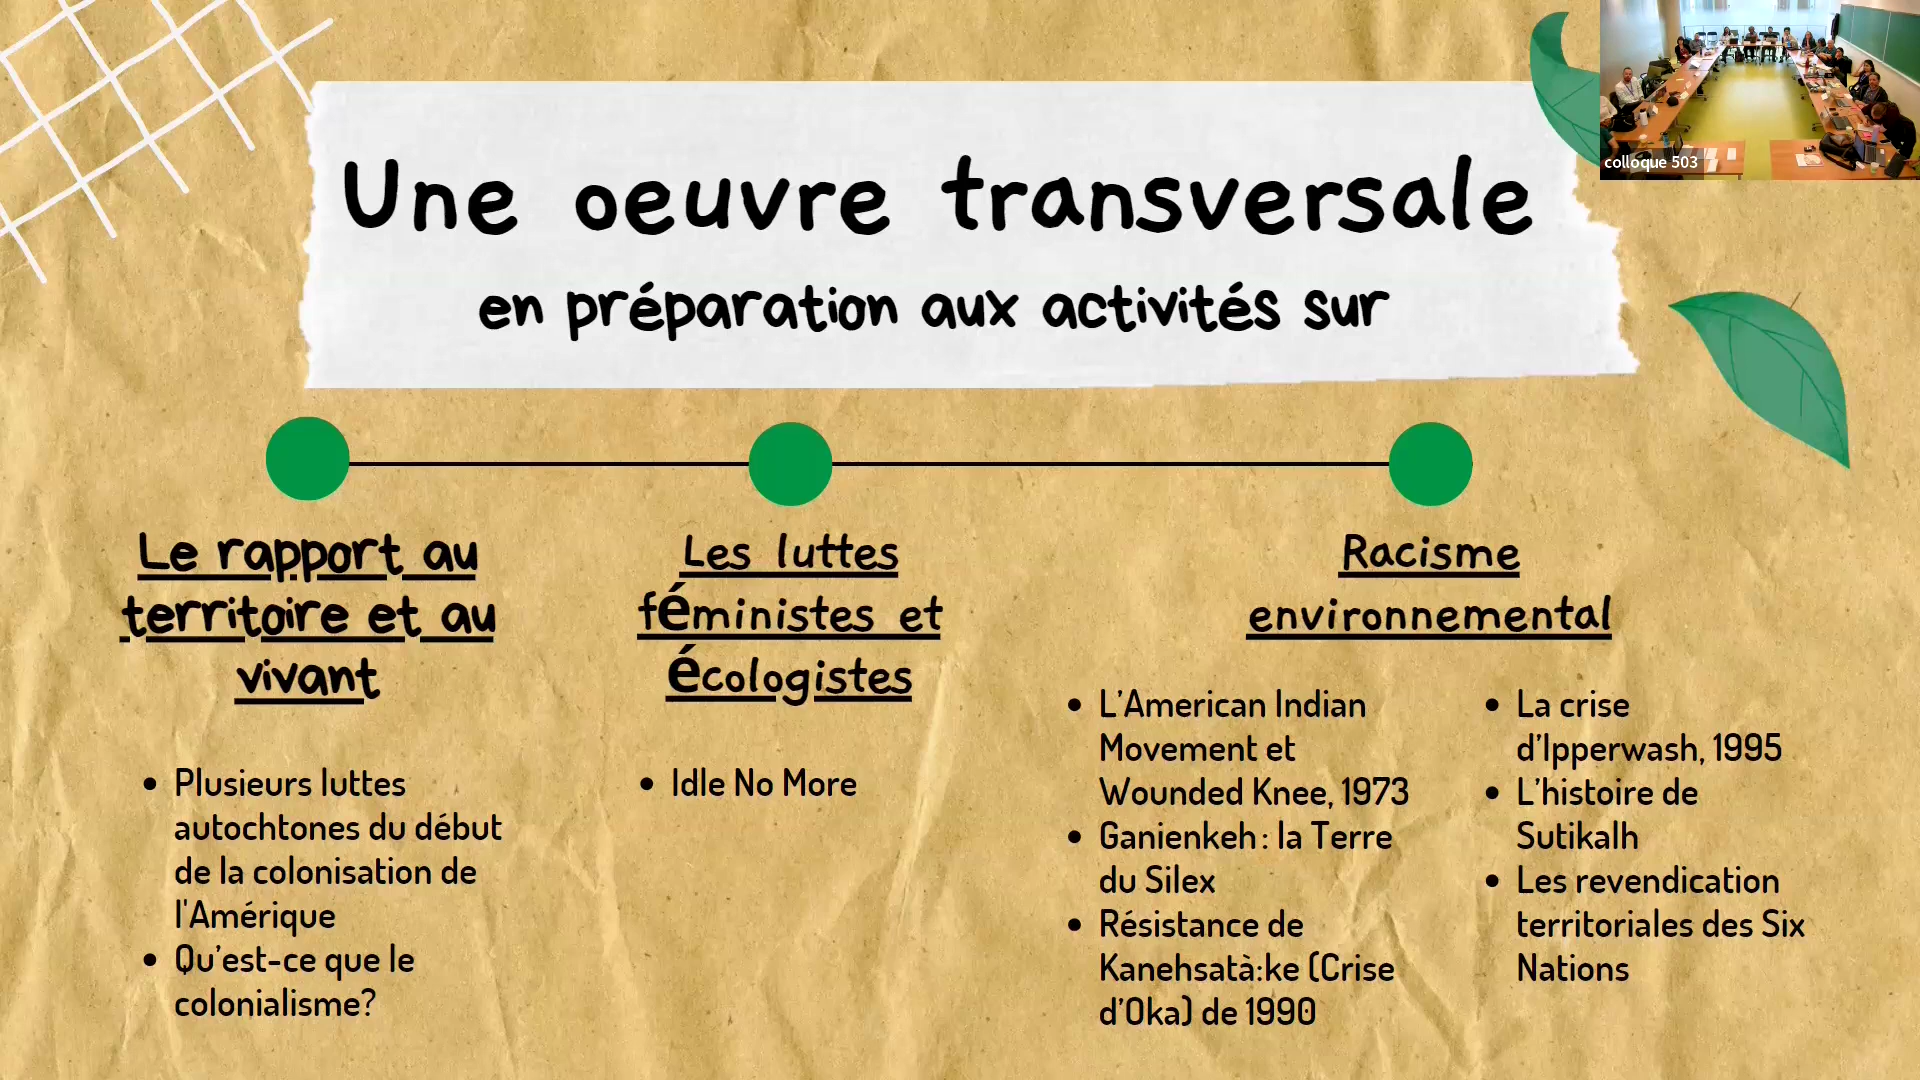 Une oeuvre transversale
en préparation aux activités sur
colloque 503
Le rapport au
territoire et au
vivant
• Plusieurs luttes
autochtones du début
de la colonisation de
l'Amérique
• Qu'est-ce que le
colonialisme?
Les luttes
féministes et
écologistes
• Idle No More
Racisme
environnemental
• L'American Indian
Movement et
Wounded Knee, 1973
• Ganienkeh : la Terre
du Silex
• Résistance de
Kanehsatà:ke (Crise
d'Oka) de 1990
• La crise
d'Ipperwash, 1995
• L'histoire de
Sutikalh
• Les revendication
territoriales des Six
Nations